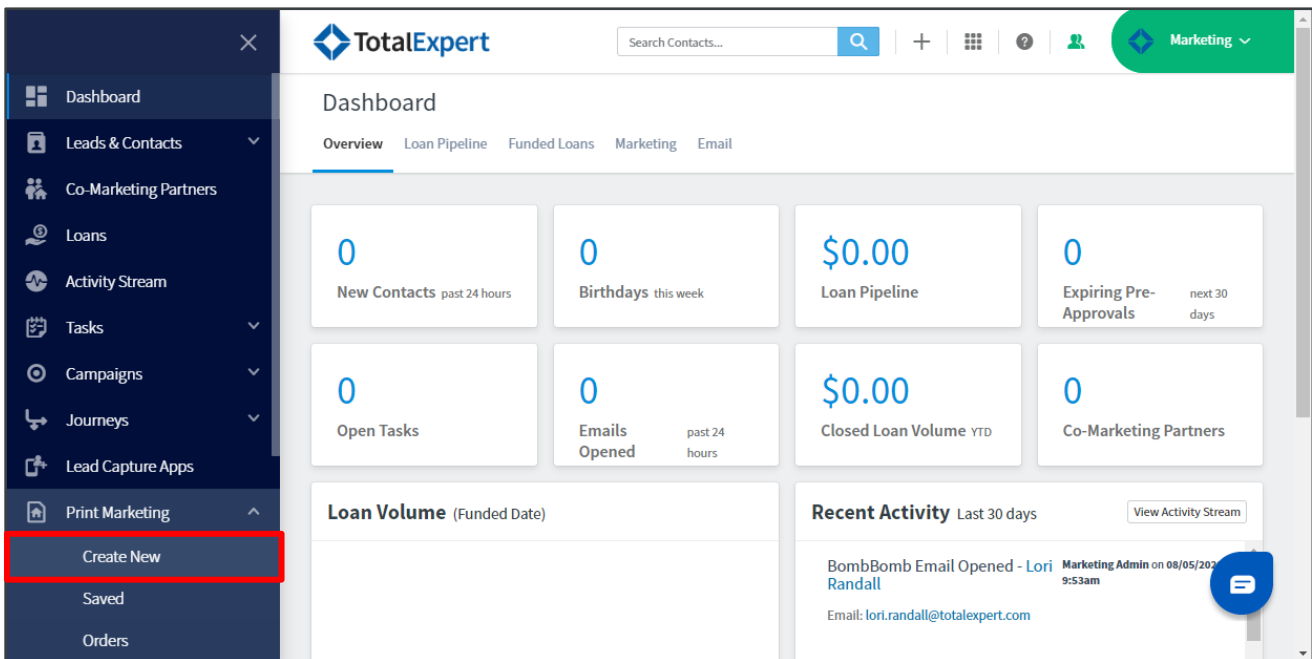 TotalExpert
Search Contacts...
Marketing
Dashboard
Leads & Contacts
Co-Marketing Partners
Loans
Activity Stream
Tasks
Campaigns
Journeys
Lead Capture Apps
Print Marketing
Create New
Saved
Orders
Dashboard
Overview Loan Pipeline Funded Loans Marketing Email
0
New Contacts past 24 hours
0
Birthdays this week
$0.00
Loan Pipeline
0
Expiring Pre- next 30
Approvals days
0
Open Tasks
0
Emails past 24
Opened hours
$0.00
Closed Loan Volume YTD
0
Co-Marketing Partners
Loan Volume (Funded Date)
Recent Activity Last 30 days
View Activity Stream
BombBomb Email Opened - Lori
Randall
Marketing Admin on 08/05/202
9:53am
Email: lori.randall@totalexpert.com